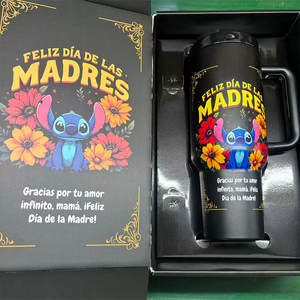 FELIZ DÍA DE LAS
MADRES
Gracias por tu amor
infinito, mamá. ¡Feliz
Día de la Madre!
FELIZ DÍA DE LAS
MADRES
Gracias por tu amor
infinito, mamá. ¡Feliz
Día de la Madre!